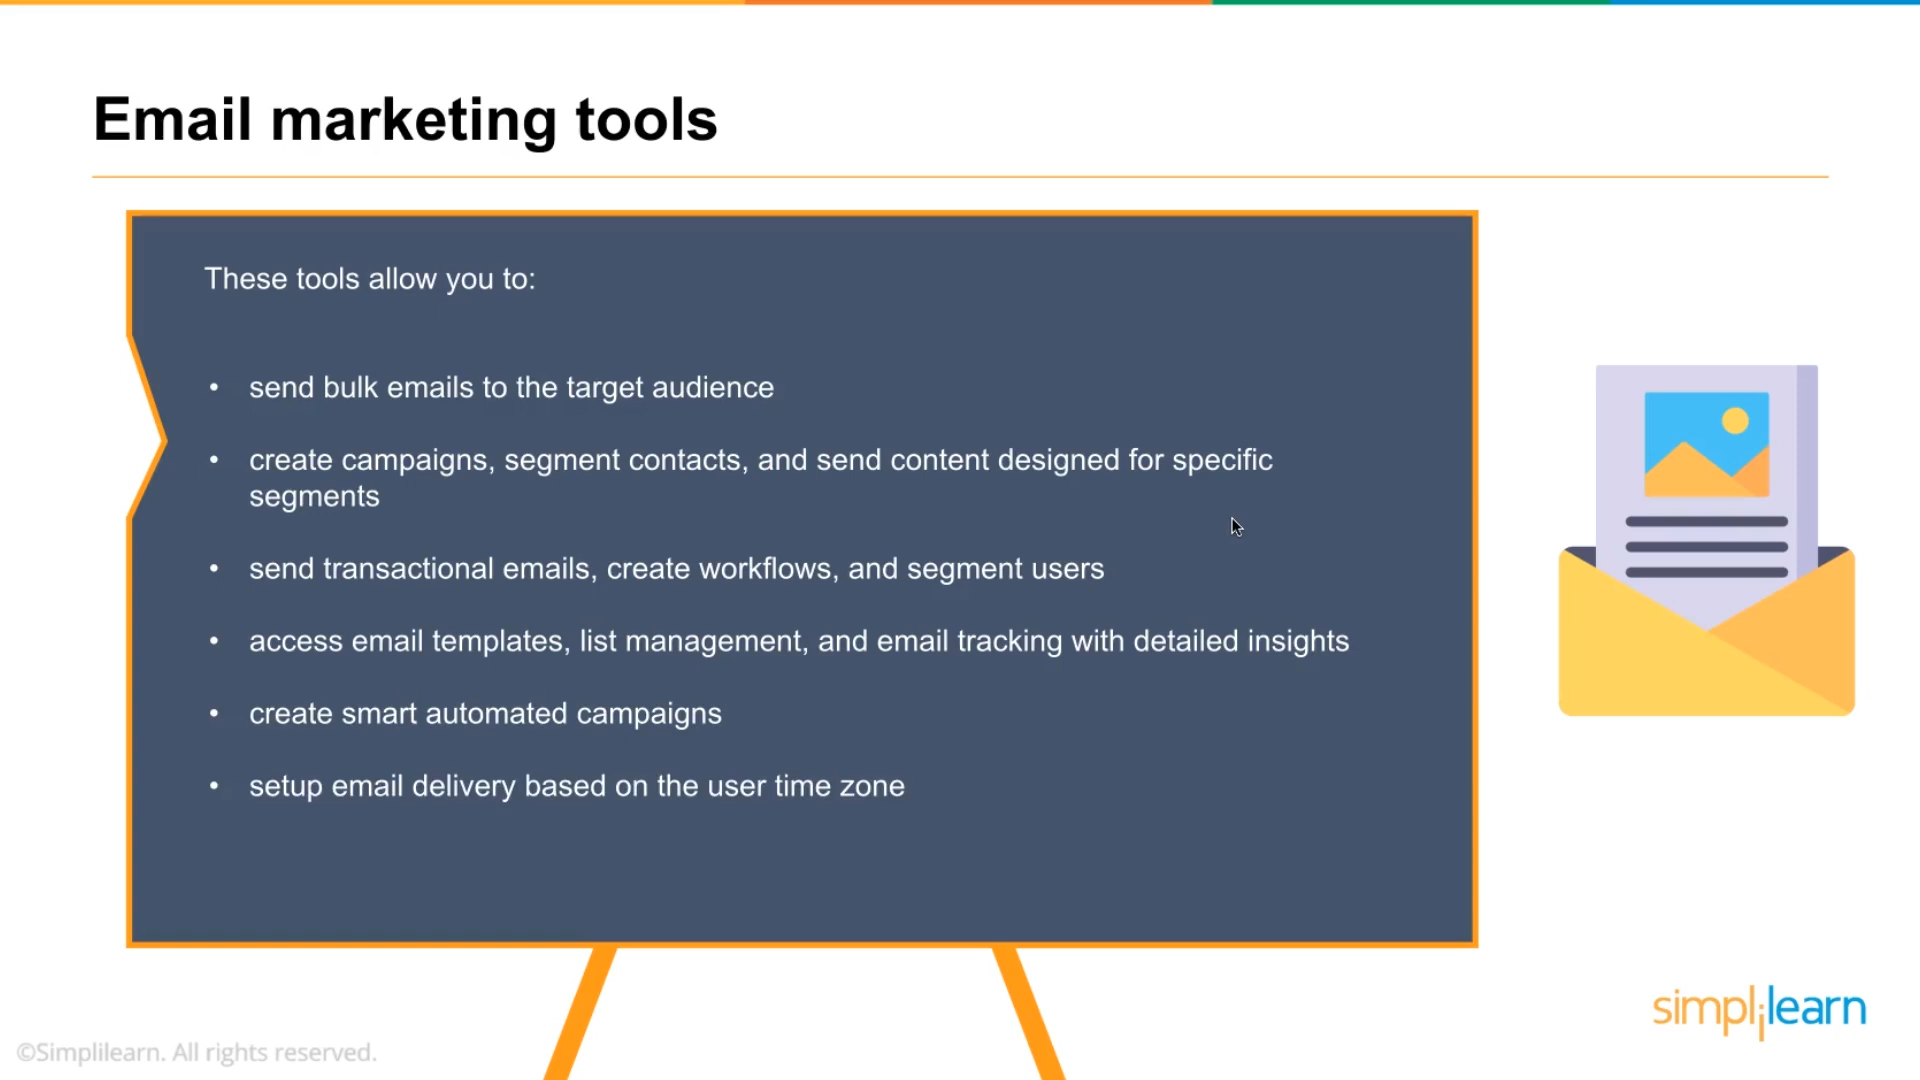 Email marketing tools
These tools allow you to:
• send bulk emails to the target audience
• create campaigns, segment contacts, and send content designed for specific
segments
• send transactional emails, create workflows, and segment users
• access email templates, list management, and email tracking with detailed insights
• create smart automated campaigns
• setup email delivery based on the user time zone
simplilearn
©Simplilearn. All rights reserved.